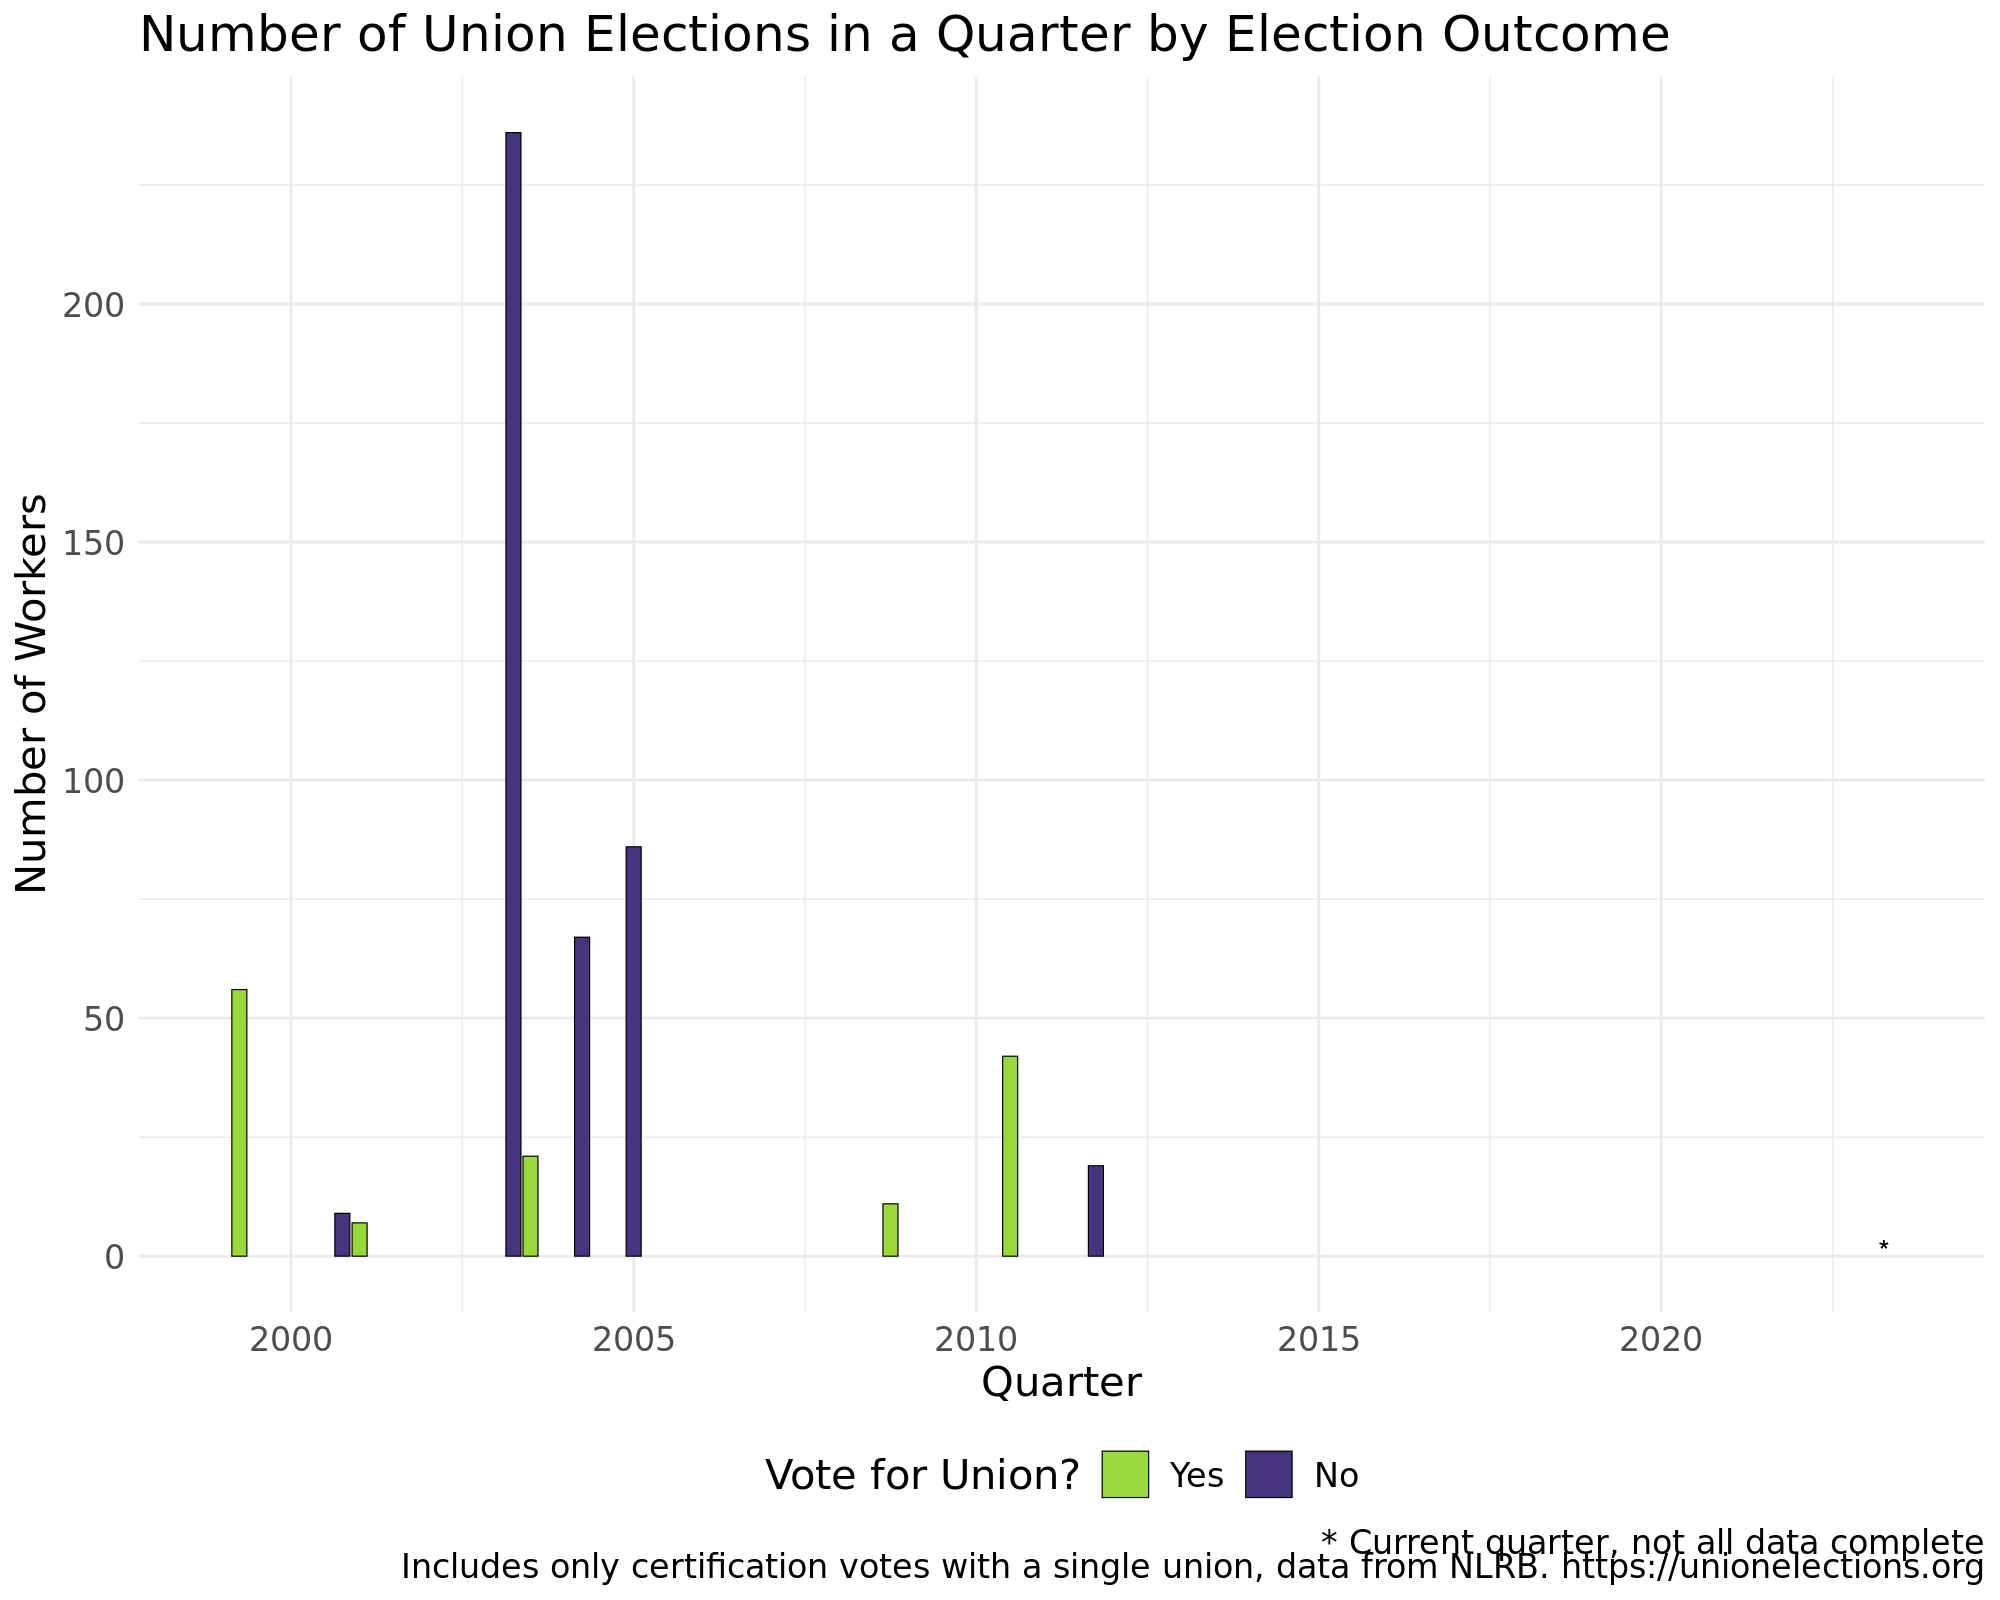 Number of Union Elections in a Quarter by Election Outcome
Number of Workers
200
150
100
50
0
*
2000 2005 2010 2015 2020
Quarter
Vote for Union? Yes No
* Current quarter, not all data complete
Includes only certification votes with a single union, data from NLRB. https://unionelections.org